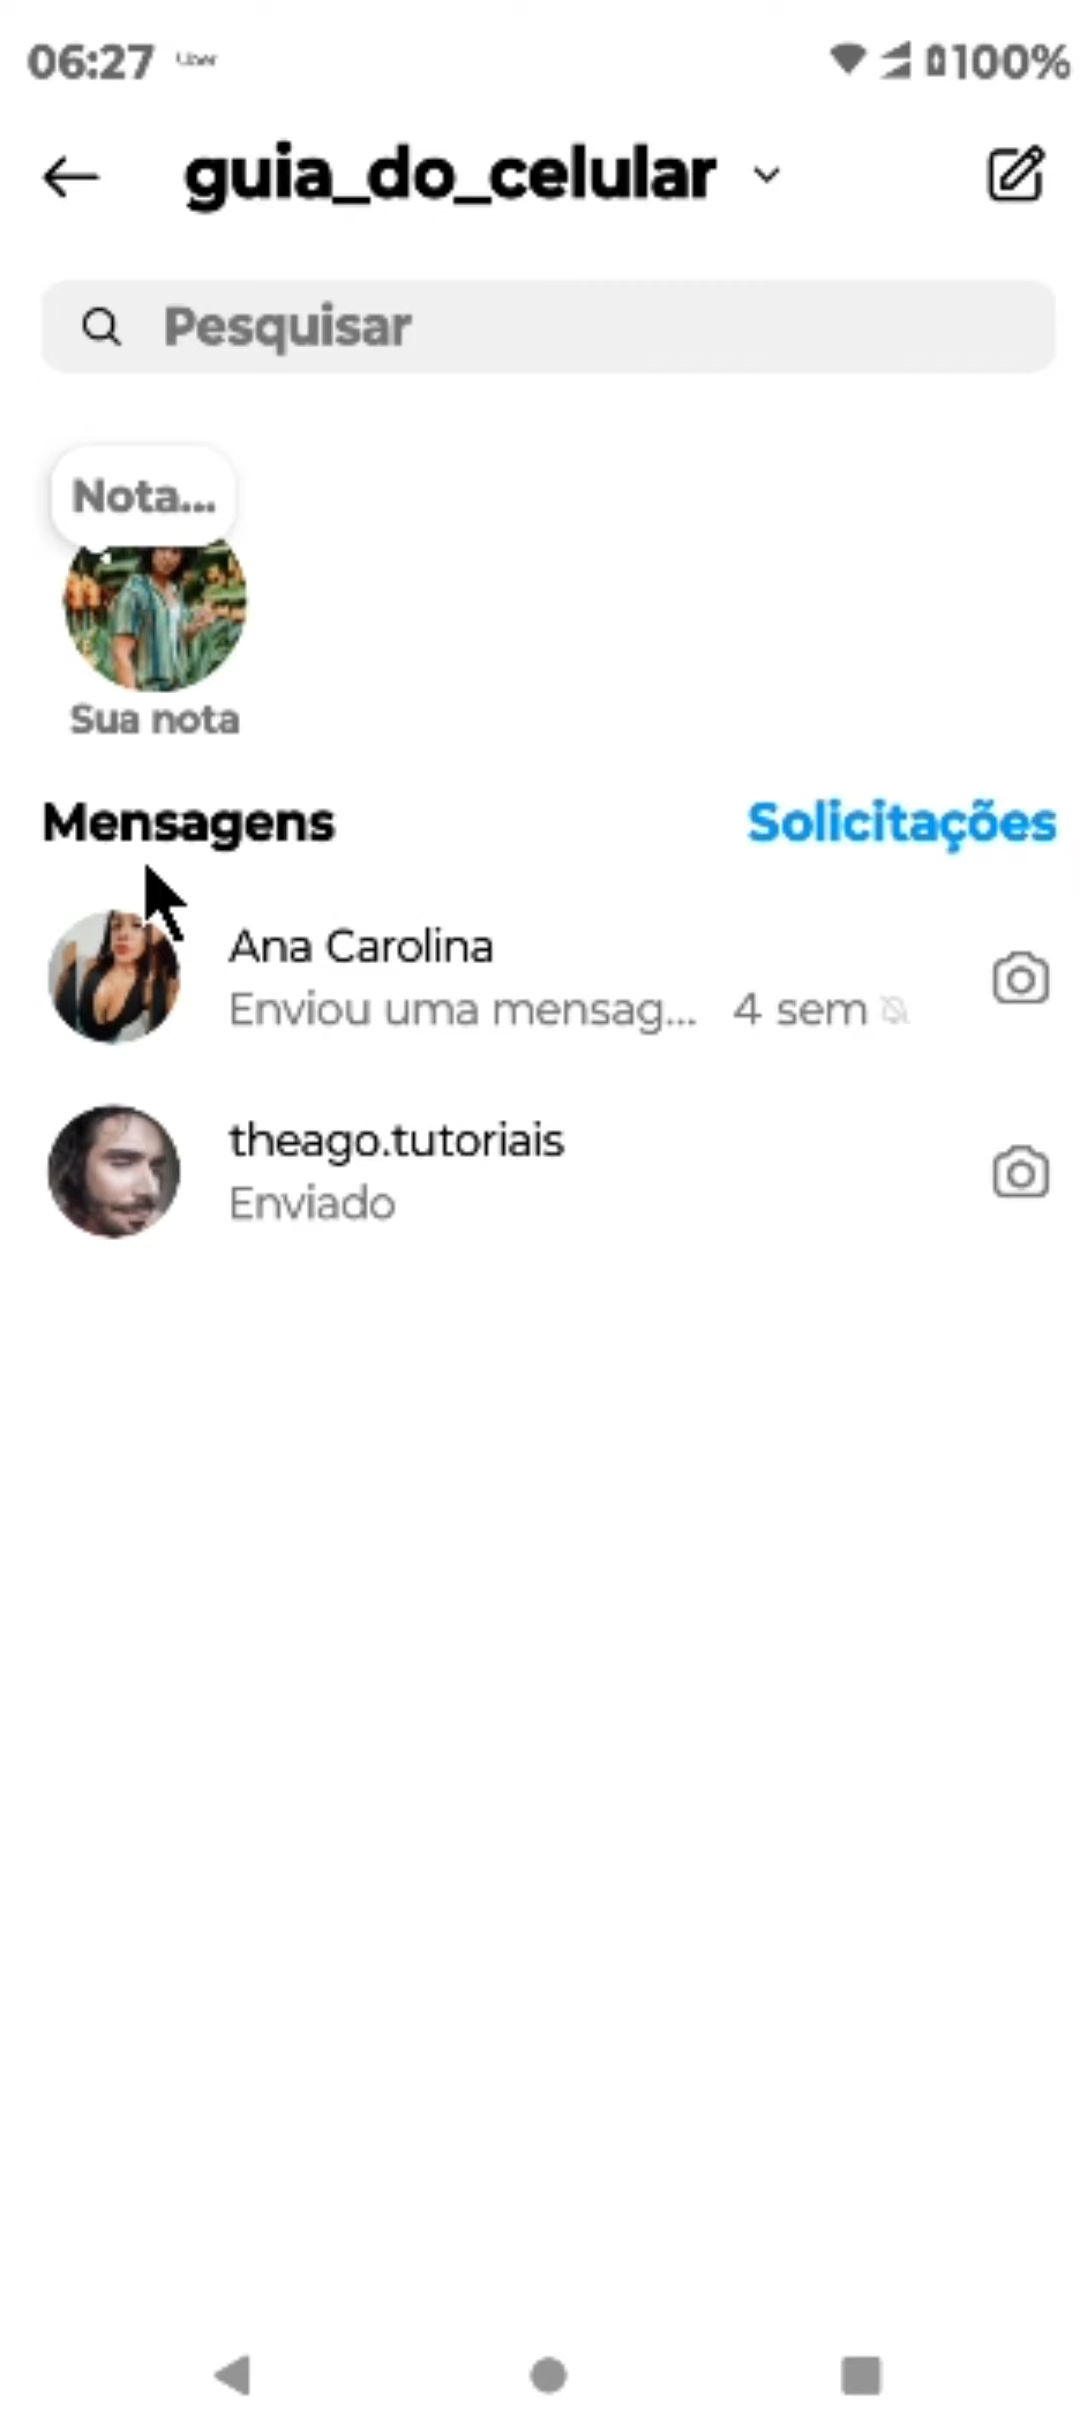 06:27 Uber 100%
guia_do_celular
Pesquisar
Nota...
Sua nota
Mensagens Solicitações
Ana Carolina
Enviou uma mensag... 4 sem
theago.tutoriais
Enviado